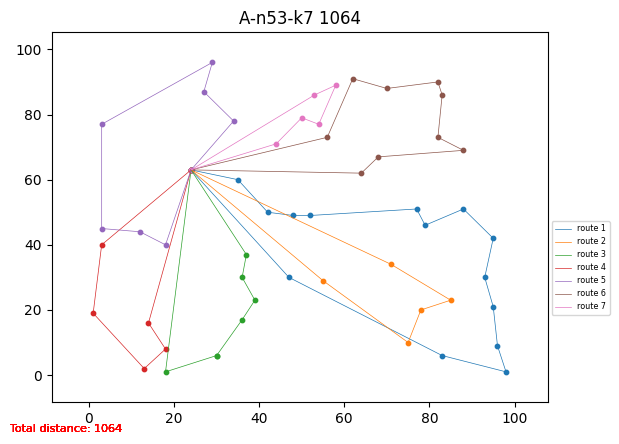 A-n53-k7 1064
100
80
60
40
20
0
0 20 40 60 80 100
route 1
route 2
route 3
route 4
route 5
route 6
route 7
Total distance: 1064